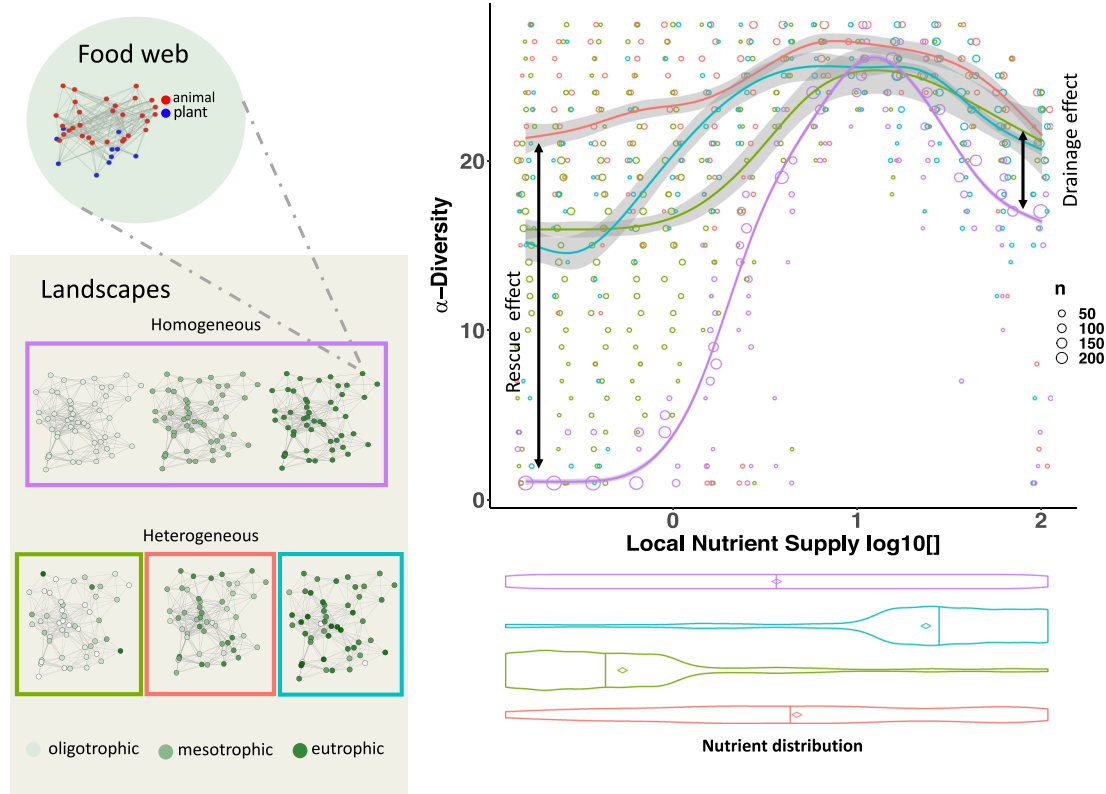 Food web
animal
plant
Landscapes
Homogeneous
Heterogeneous
oligotrophic
mesotrophic
eutrophic
α−Diversity
20
10
0
Rescue effect
Drainage effect
n
50
100
150
200
0
1
2
Local Nutrient Supply log10[]
Nutrient distribution